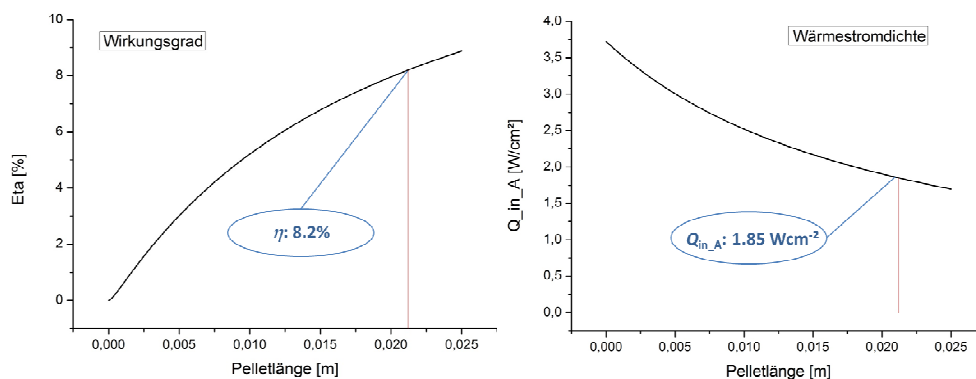 Wirkungsgrad
10
8
6
4
2
0
Eta [%]
η: 8.2%
0,000 0,005 0,010 0,015 0,020 0,025
Pelletlänge [m]
Wärmestromdichte
4,0
3,5
3,0
2,5
2,0
1,5
1,0
0,5
0,0
Q_in_A [W/cm²]
Qin_A: 1.85 Wcm-2
0.000 0.005 0.010 0.015 0.020 0.025
Pelletlänge [m]